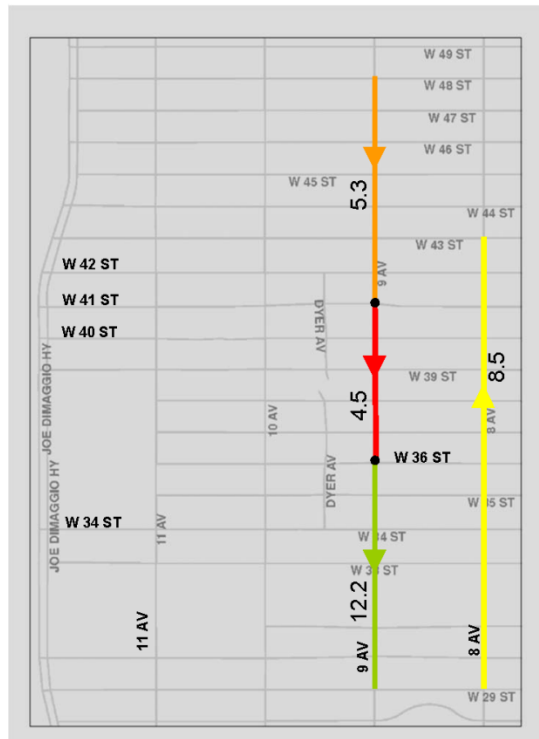 W 49 ST
W 48 ST
W 47 ST
W 46 ST
W 45 ST
5.3
W 44 ST
W 43 ST
W 42 ST
9 AV
W 41 ST
DYER AV
W 40 ST
JOE DIMAGGIO HY
8.5
W 39 ST
4.5
10 AV
8 AV
W 36 ST
DYER AV
W 35 ST
W 34 ST
11 AV
W 34 ST
JOE DIMAGGIO HY
W 33 ST
12.2
11 AV
9 AV
8 AV
W 29 ST